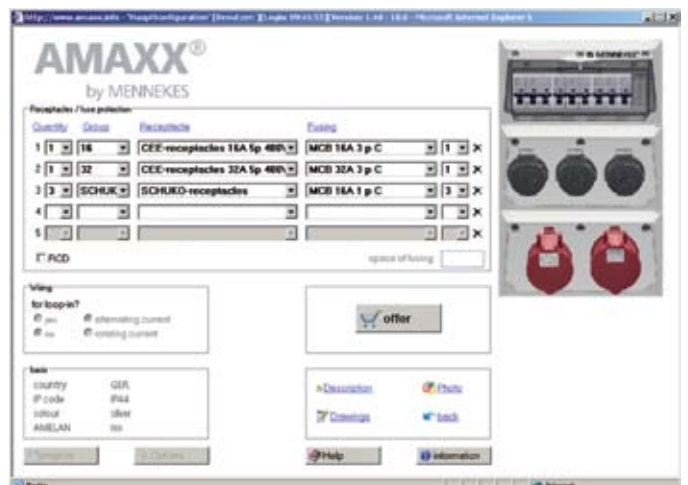 AMAXX®
by MENNEKES
Receptacles / fuse protection
Quantity Group Receptacle Fusing
1 1 16 CEE-receptacles 16A 5p 400V MCB 16A 3 p C 1
2 1 32 CEE-receptacles 32A 5p 400V MCB 32A 3 p C 1
3 3 SCHUK SCHUKO-receptacles MCB 16A 1 p C 3
4
5
RCD space of fusing
Wiring
for loop-in?
yes alternating current
no rotating current
offer
basis
country GER
IP code IP44
colour silver
AMELAN no
Description Photo
Drawings back
Help information